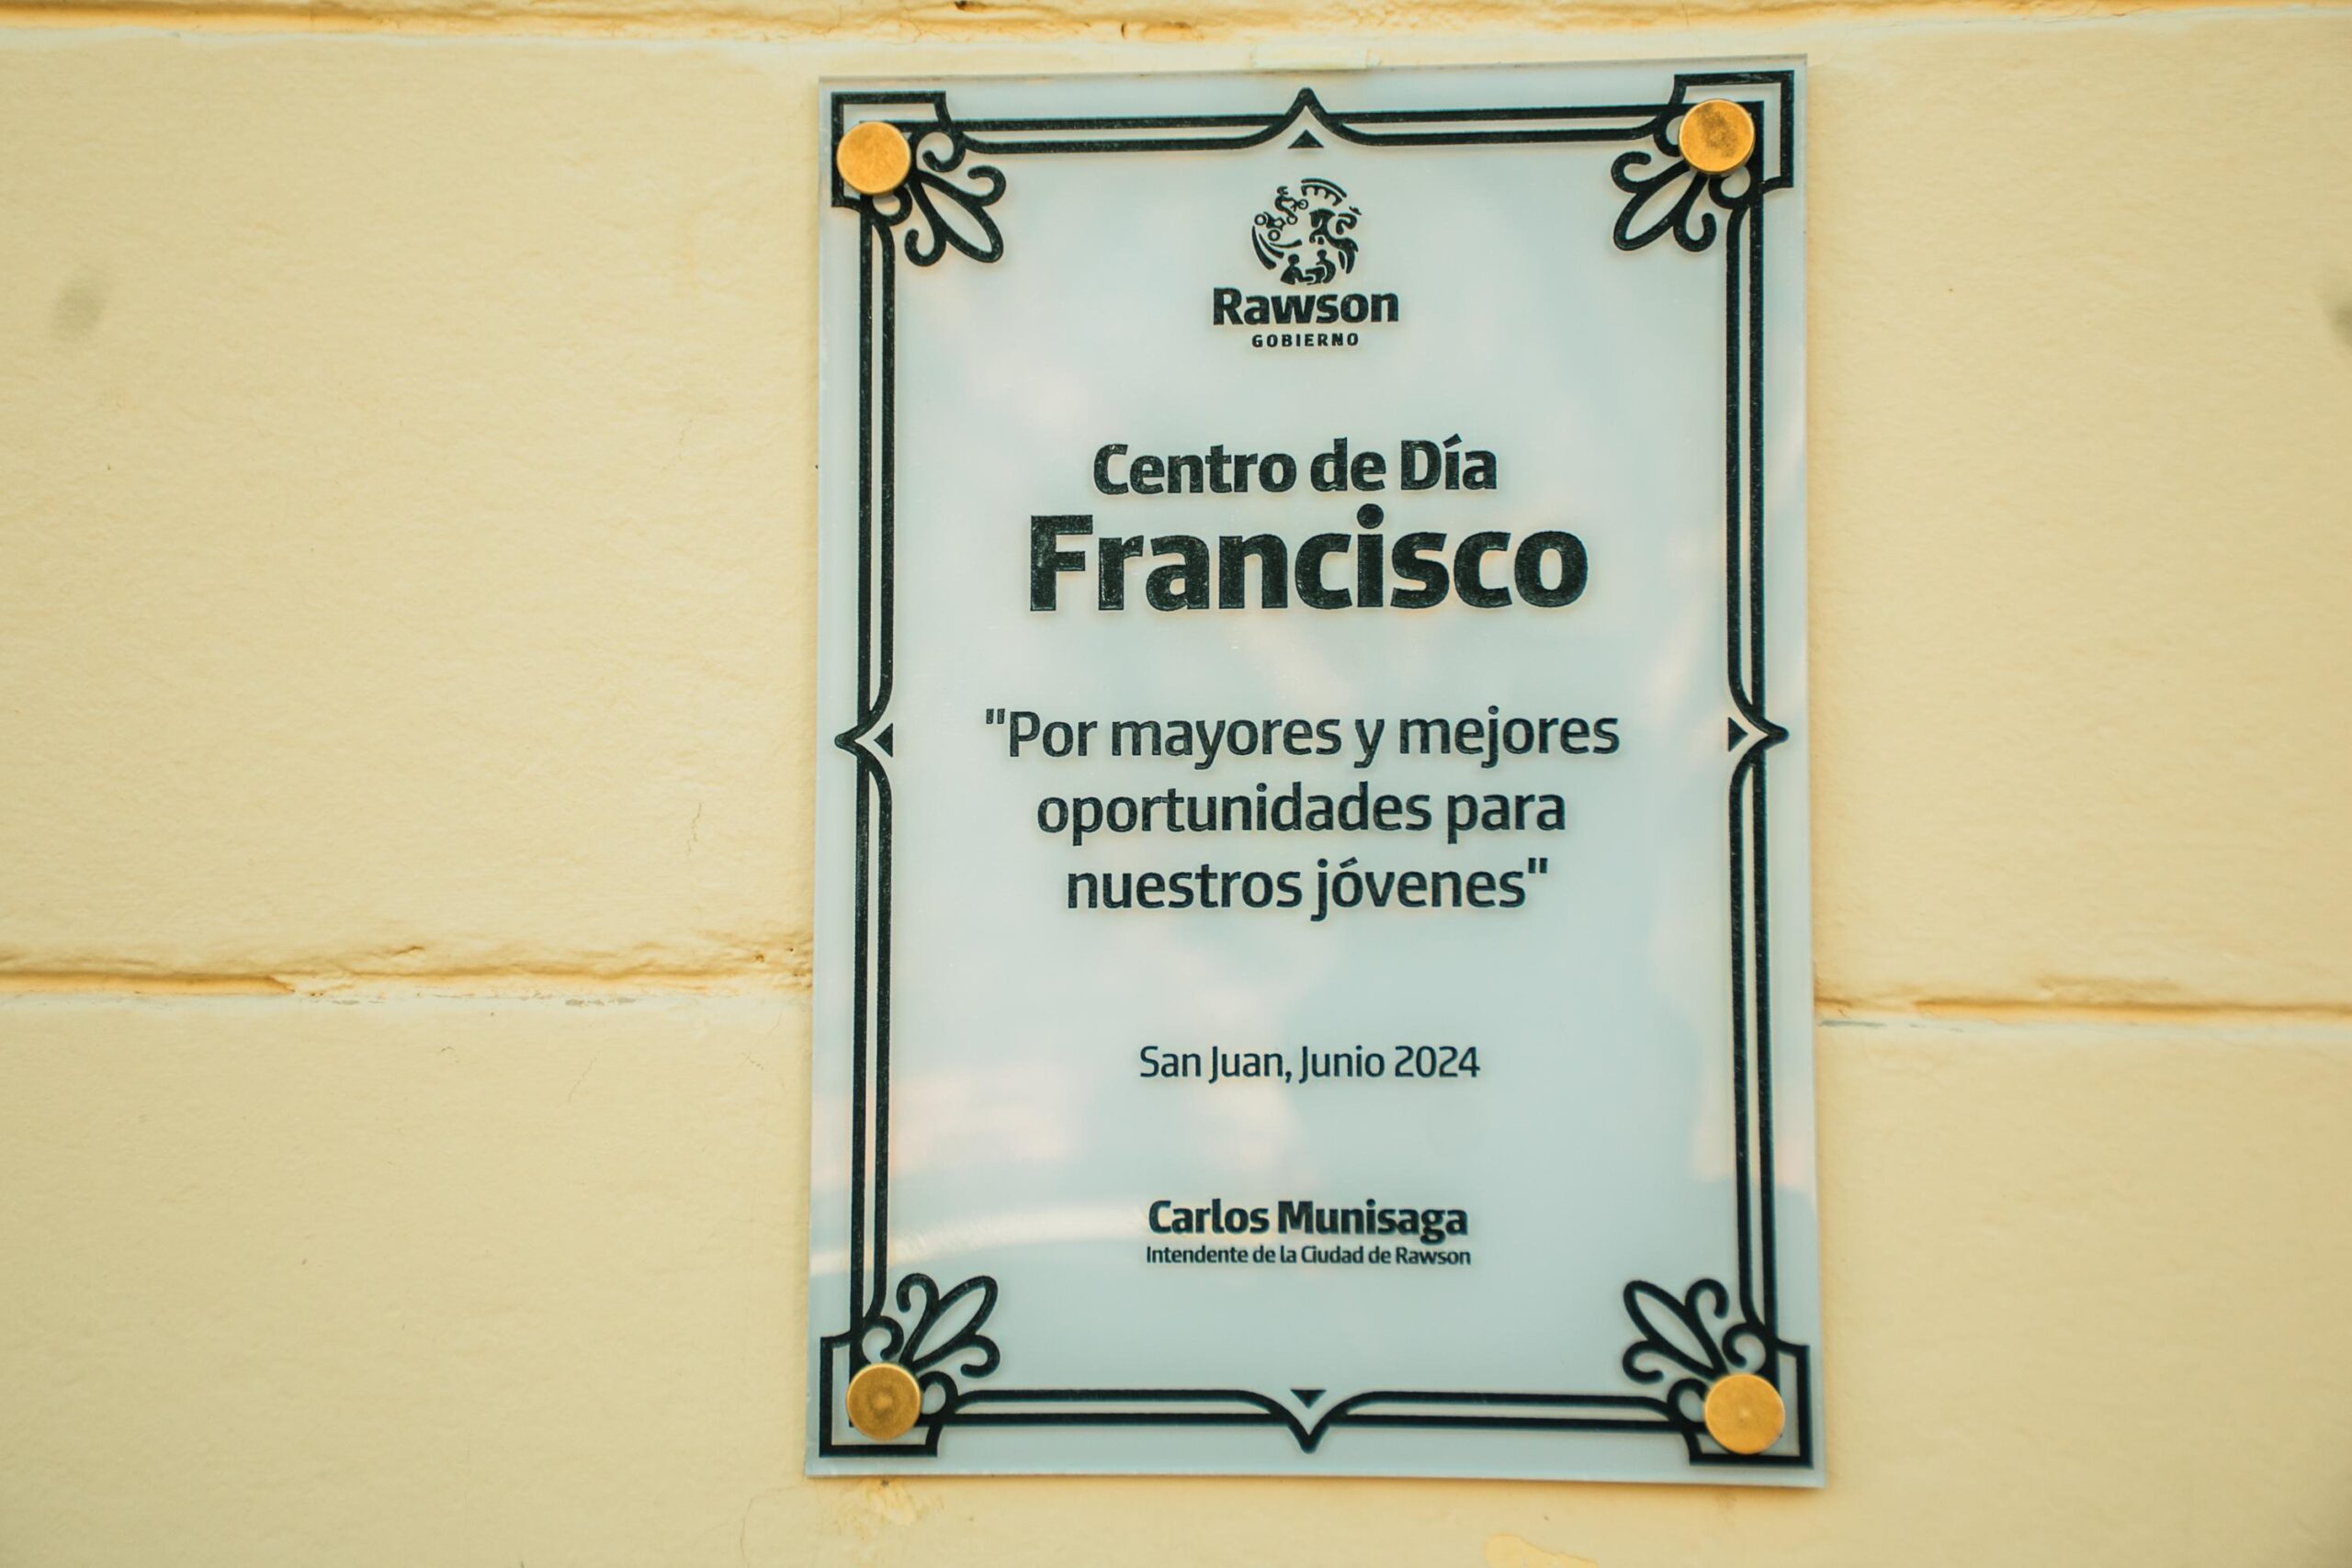 Rawson
GOBIERNO
Centro de Día
Francisco
"Por mayores y mejores
oportunidades para
nuestros jóvenes"
San Juan, Junio 2024
Carlos Munisaga
Intendente de la Ciudad de Rawson